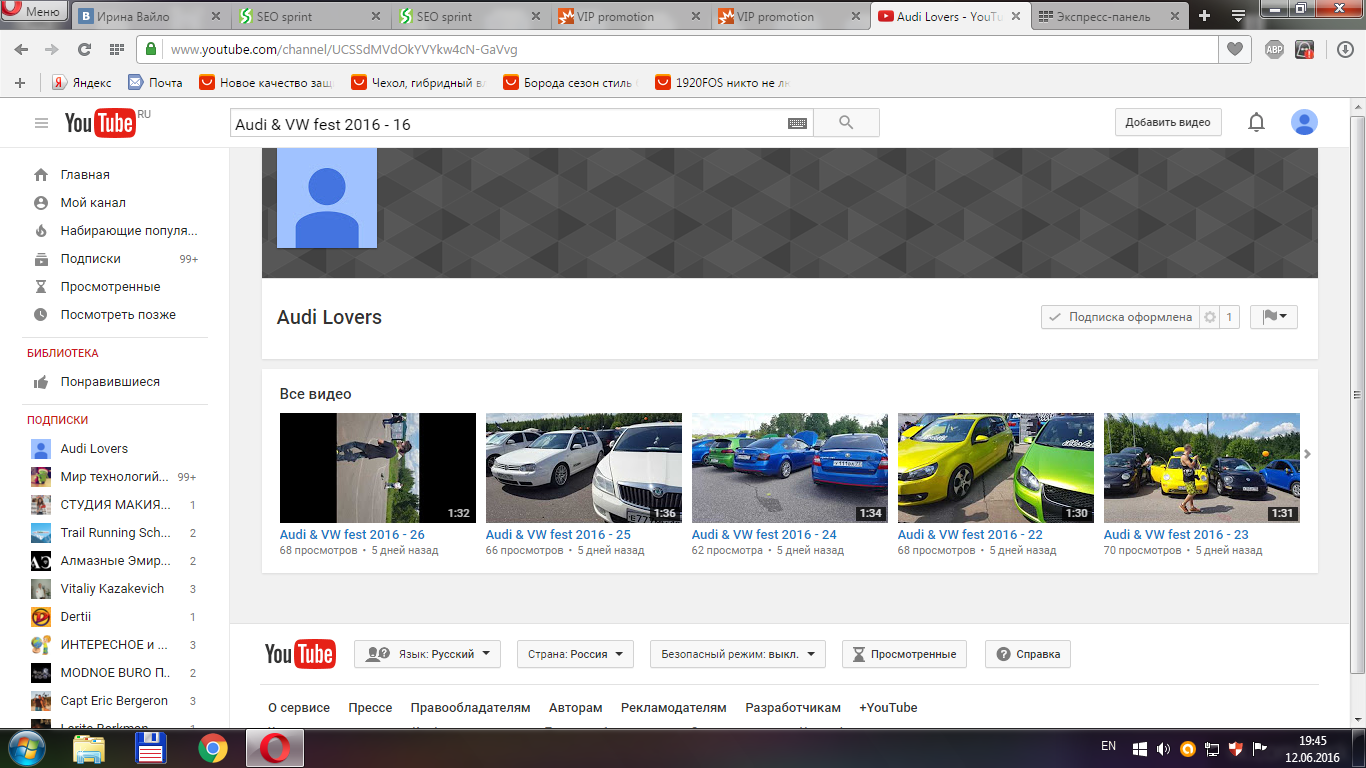 Меню
Ирина Вайло
SEO sprint
SEO sprint
VIP promotion
VIP promotion
Audi Lovers - YouTu
Экспресс-панель
www.youtube.com/channel/UCSSdMVdOkYVYkw4cN-GaVvg
ABP
Яндекс
Почта
Новое качество защ
Чехол, гибридный вл
Борода сезон стиль
1920FOS никто не лю
YouTube RU
Audi & VW fest 2016 - 16
Добавить видео
Главная
Мой канал
Набирающие популя...
Подписки 99+
Просмотренные
Посмотреть позже
БИБЛИОТЕКА
Понравившиеся
ПОДПИСКИ
Audi Lovers
Мир технологий... 99+
СТУДИЯ МАКИЯ... 1
Trail Running Sch... 2
Алмазные Эмир... 2
Vitaliy Kazakevich 3
Dertii 1
ИНТЕРЕСНОЕ и ... 3
MODNOE BURO П... 2
Capt Eric Bergeron 3
Audi Lovers
Подписка оформлена 1
Все видео
1:32
1:36
1:34
1:30
1:31
Audi & VW fest 2016 - 26
68 просмотров • 5 дней назад
Audi & VW fest 2016 - 25
66 просмотров • 5 дней назад
Audi & VW fest 2016 - 24
62 просмотра • 5 дней назад
Audi & VW fest 2016 - 22
68 просмотров • 5 дней назад
Audi & VW fest 2016 - 23
70 просмотров • 5 дней назад
YouTube
Язык: Русский
Страна: Россия
Безопасный режим: выкл.
Просмотренные
Справка
О сервисе
Прессе
Правообладателям
Авторам
Рекламодателям
Разработчикам
+YouTube
EN
19:45
12.06.2016